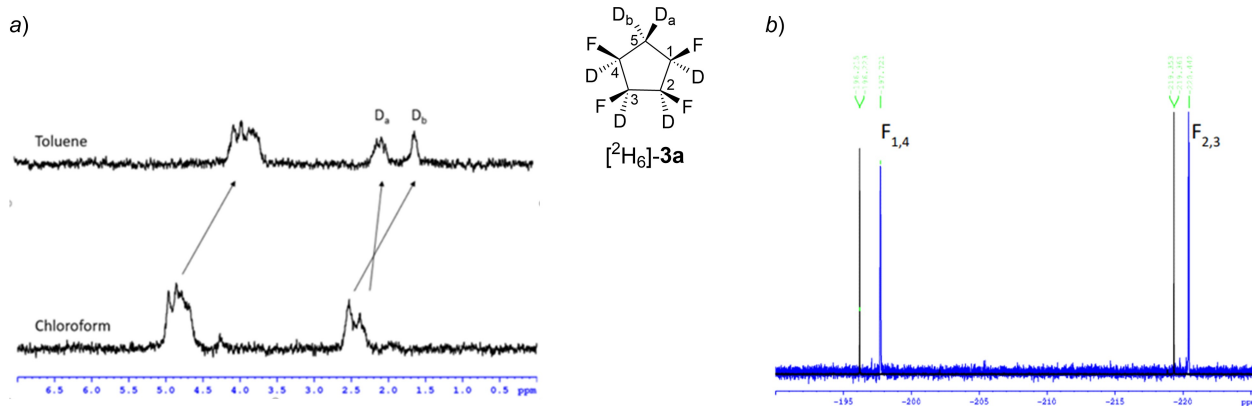 a)
Toluene
Da
Db
Chloroform
6.5 6.0 5.5 5.0 4.5 4.0 3.5 3.0 2.5 2.0 1.5 1.0 0.5 ppm
Db Da
5
F F
4 1
D D
3 2
F F
D D
[²H₆]-3a
b)
F1,4
F2,3
-195 -200 -205 -210 -215 -220